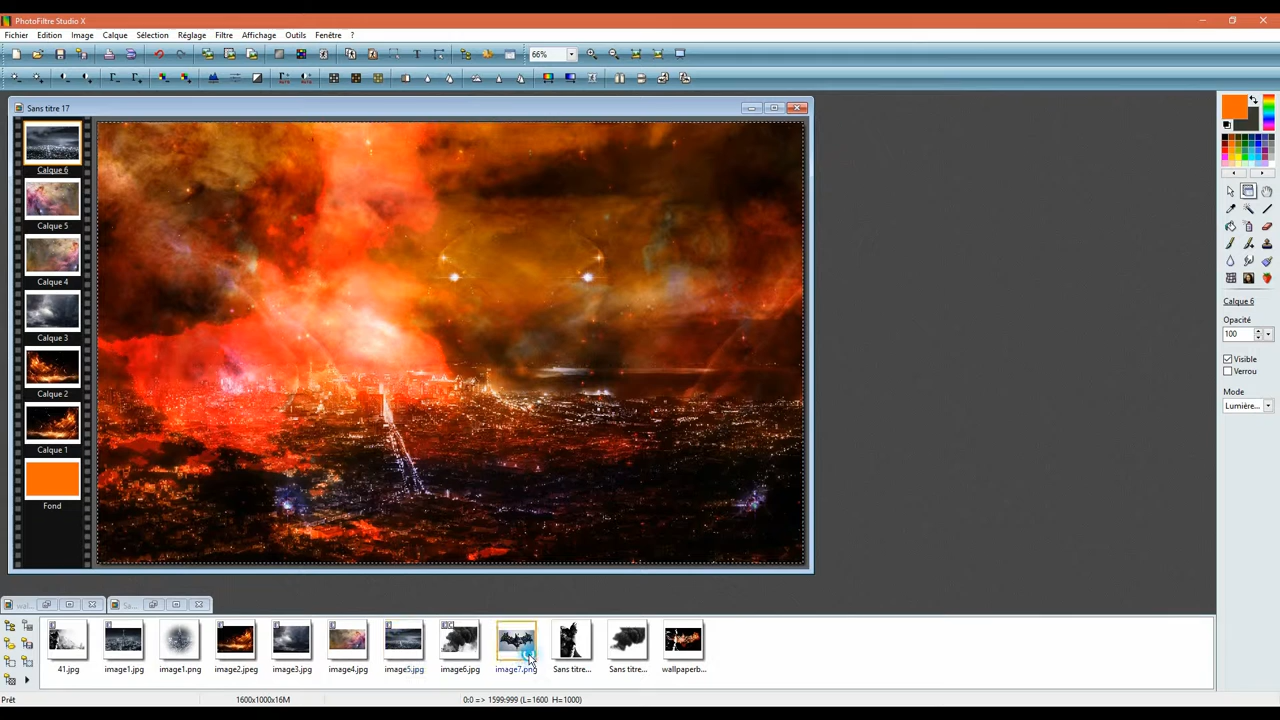 PhotoFiltre Studio X
Fichier Edition Image Calque Sélection Réglage Filtre Affichage Outils Fenêtre ?
66%
Sans titre 17
Calque 6
Calque 5
Calque 4
Calque 3
Calque 2
Calque 1
Fond
Calque 6
Opacité
100
Visible
Verrou
Mode
Lumière...
wal...
Sa...
41.jpg image1.jpg image1.png image2.jpeg image3.jpg image4.jpg image5.jpg image6.jpg image7.png Sans titre... Sans titre... wallpaperb...
Prêt 1600x1000x16M 0:0 => 1599:999 (L=1600 H=1000)